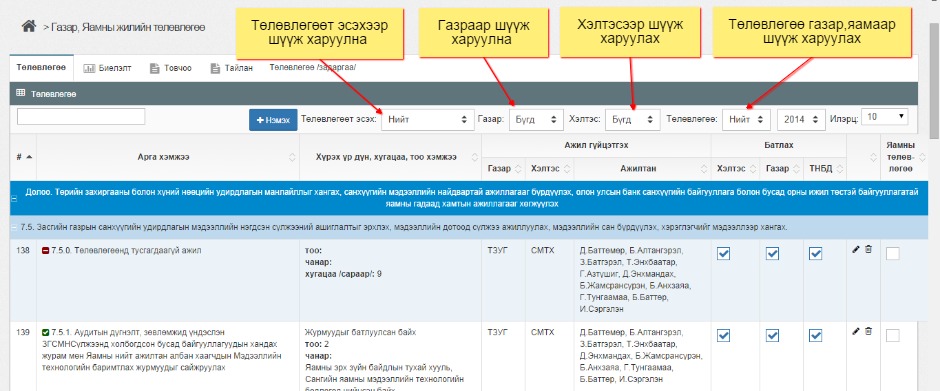 Төлөвлөгөөт эсэхээр
шүүж харуулна
Газраар шүүж
харуулна
Хэлтэсээр шүүж
харуулах
Төлөвлөгөө газар,яамаар
шүүж харуулах
> Газар, Яамны жилийн төлөвлөгөө
Төлөвлөгөө Биелэлт Товчоо Тайлан Төлөвлөгөө /задаргаа/
Төлөвлөгөө
+ Нэмэх Төлөвлөгөөт эсэх: Нийт Газар: Бүгд Хэлтэс: Бүгд Төлөвлөгөө: Нийт 2014 Илэрц: 10
# Арга хэмжээ Хүрэх үр дүн, хугацаа, тоо хэмжээ Ажил гүйцэтгэх Батлах Яамны
төлөв-
лөгөө
Газар Хэлтэс Ажилтан Хэлтэс Газар ТНБД
Долоо. Төрийн захиргааны болон хүний нөөцийн удирдлагын манлайллыг хангах, санхүүгийн мэдээллийн найдвартай ажиллагааг бүрдүүлэх, олон улсын банк санхүүгийн байгууллага болон бусад орны ижил төстэй байгууллагатай
яамны гадаад хамтын ажиллагааг хөгжүүлэх
7.5. Засгийн газрын санхүүгийн удирдлагын мэдээллийн нэгдсэн сүлжээний ашиглалтыг эрхлэх, мэдээллийн дотоод сүлжээ ажиллуулах, мэдээллийн сан бүрдүүлэх, хэрэглэгчийг мэдээллээр хангах.
138 7.5.0. Төлөвлөгөөнд тусгагдаагүй ажил
тоо:
чанар:
хугацаа /сараар/: 9
ТЗУГ СМТХ
Д.Баттөмөр, Б.Алтангэрэл,
З.Батгэрэл, Т.Энхбаатар,
Г.Азтүшиг, Д.Энхмандах,
Б.Жамсрансүрэн, Б.Анхзаяа,
Г.Тунгаамаа, Б.Баттөр,
И.Сэргэлэн
139 7.5.1. Аудитын дүгнэлт, зөвлөмжид үндэслэн
ЗГСМНСүлжээнд холбогдсон бусад байгууллагуудын хандах
журам мөн Яамны нийт ажилтан албан хаагчдын Мэдээллийн
технологийн баримтлах журмуудыг сайжруулах
Журмуудыг батлуулсан байх
тоо: 2
чанар:
Яамны эрх зүйн байдлын тухай хууль,
Сангийн яамны мэдээллийн технологийн
ТЗУГ СМТХ
Д.Баттөмөр, Б.Алтангэрэл,
З.Батгэрэл, Т.Энхбаатар,
Д.Энхмандах, Б.Жамсрансүрэн,
Б.Анхзаяа, Г.Тунгаамаа,
Б.Баттөр, И.Сэргэлэн